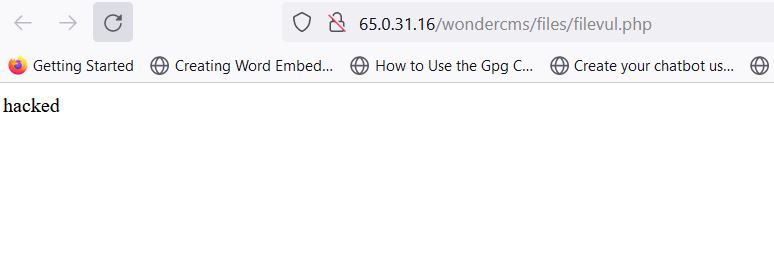 65.0.31.16/wondercms/files/filevul.php
Getting Started Creating Word Embed... How to Use the Gpg C... Create your chatbot us...
hacked